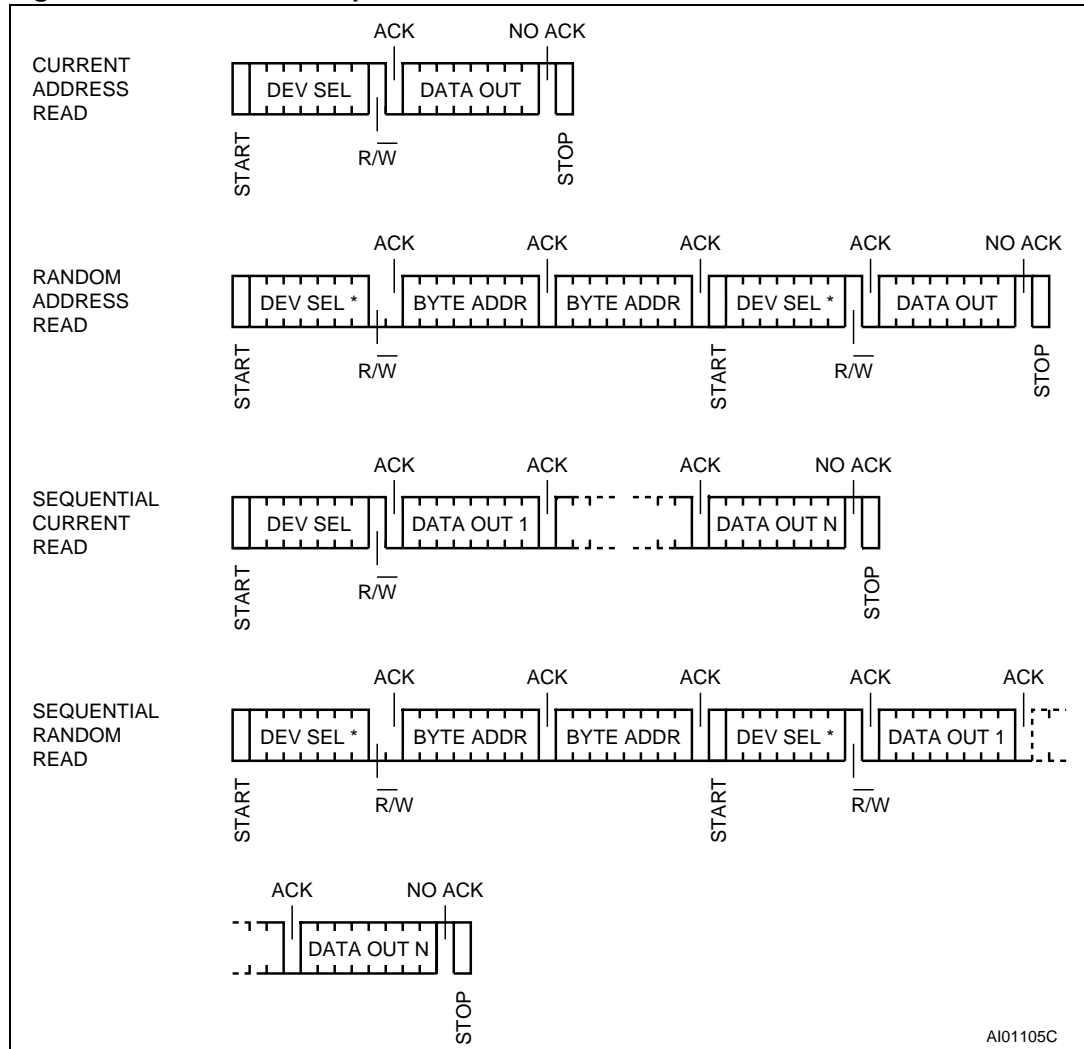 ACK NO ACK
CURRENT
ADDRESS
READ
DEV SEL DATA OUT
START
R/W̅
STOP
ACK ACK ACK ACK NO ACK
RANDOM
ADDRESS
READ
DEV SEL * BYTE ADDR BYTE ADDR DEV SEL * DATA OUT
START
R/W̅
START
R/W̅
STOP
ACK ACK ACK NO ACK
SEQUENTIAL
CURRENT
READ
DEV SEL DATA OUT 1 DATA OUT N
START
R/W̅
STOP
ACK ACK ACK ACK ACK
SEQUENTIAL
RANDOM
READ
DEV SEL * BYTE ADDR BYTE ADDR DEV SEL * DATA OUT 1
START
R̅/W
START
R̅/W
ACK NO ACK
DATA OUT N
STOP
AI01105C